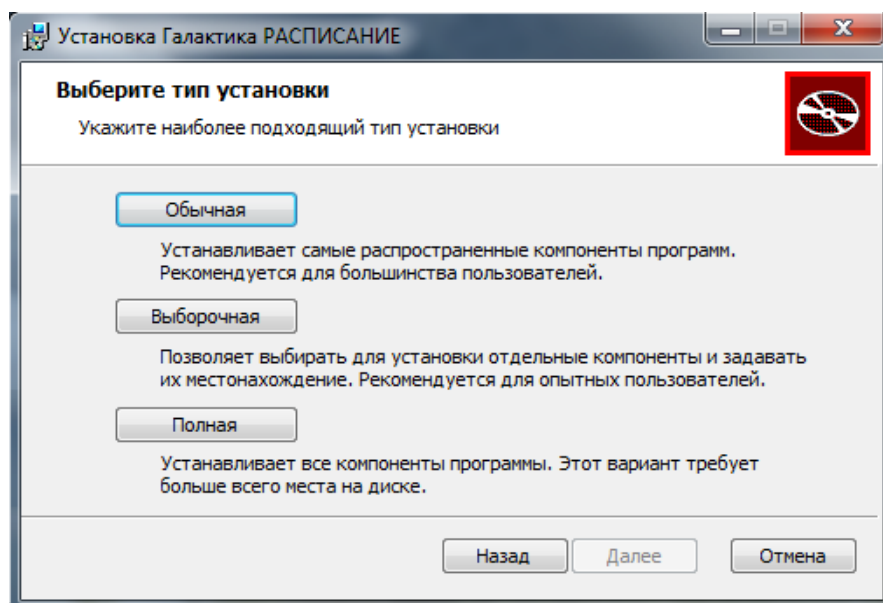 Установка Галактика РАСПИСАНИЕ
Выберите тип установки
Укажите наиболее подходящий тип установки
Обычная
Устанавливает самые распространенные компоненты программ.
Рекомендуется для большинства пользователей.
Выборочная
Позволяет выбирать для установки отдельные компоненты и задавать
их местонахождение. Рекомендуется для опытных пользователей.
Полная
Устанавливает все компоненты программы. Этот вариант требует
больше всего места на диске.
Назад Далее Отмена